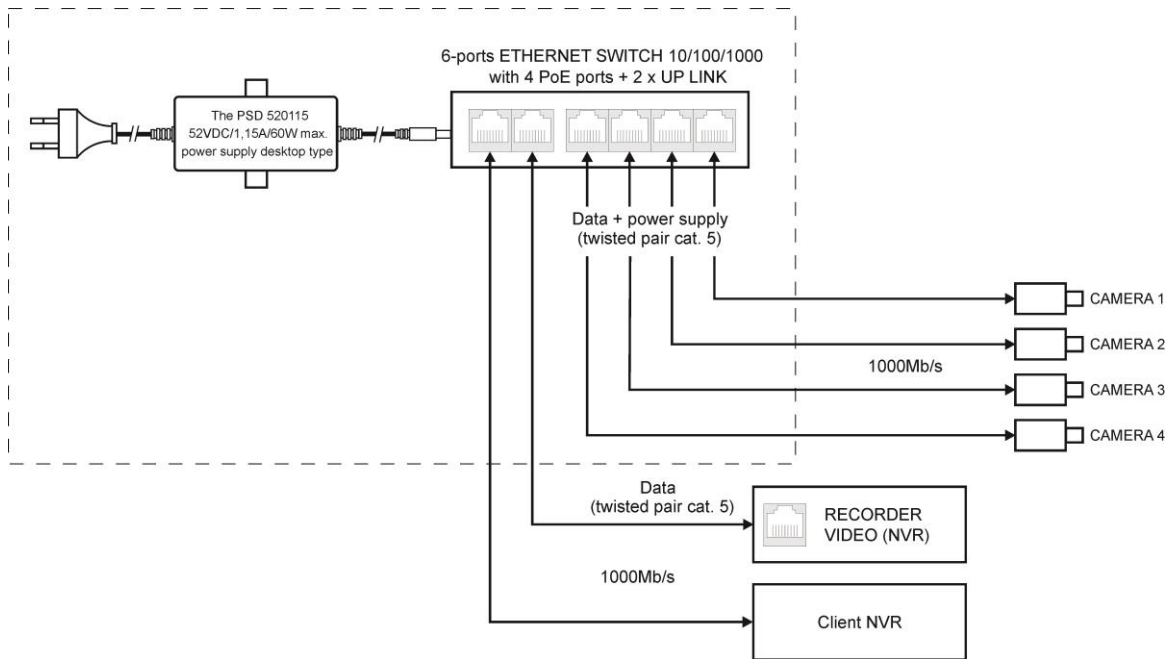 6-ports ETHERNET SWITCH 10/100/1000
with 4 PoE ports + 2 x UP LINK
The PSD 520115
52VDC/1,15A/60W max.
power supply desktop type
Data + power supply
(twisted pair cat. 5)
CAMERA 1
CAMERA 2
1000Mb/s
CAMERA 3
CAMERA 4
Data
(twisted pair cat. 5)
RECORDER
VIDEO (NVR)
1000Mb/s
Client NVR